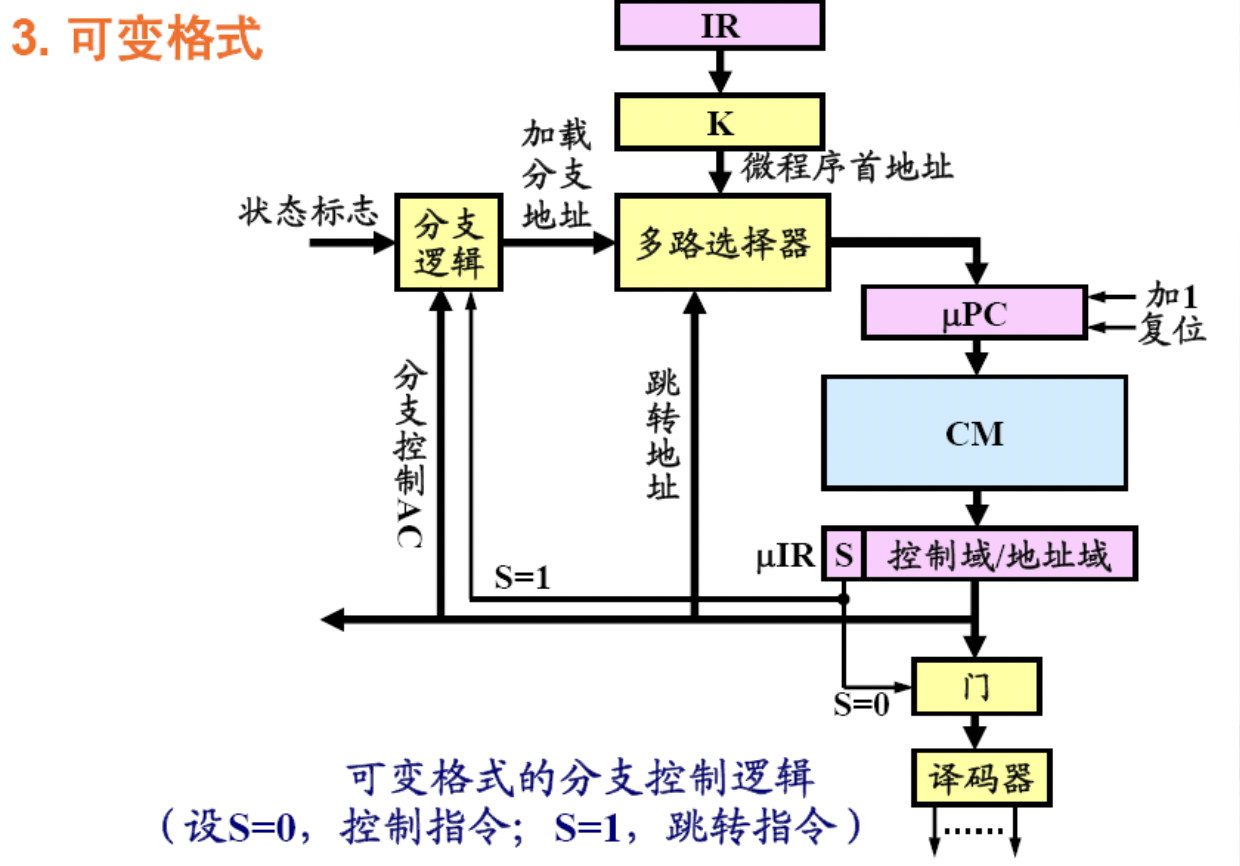 3. 可变格式
IR
K
加载
分支
地址
微程序首地址
状态标志
分支
逻辑
多路选择器
μPC
加1
复位
分支控制AC
跳转地址
CM
μIR
S
控制域/地址域
S=1
S=0
门
译码器
可变格式的分支控制逻辑
（设S=0，控制指令；S=1，跳转指令）